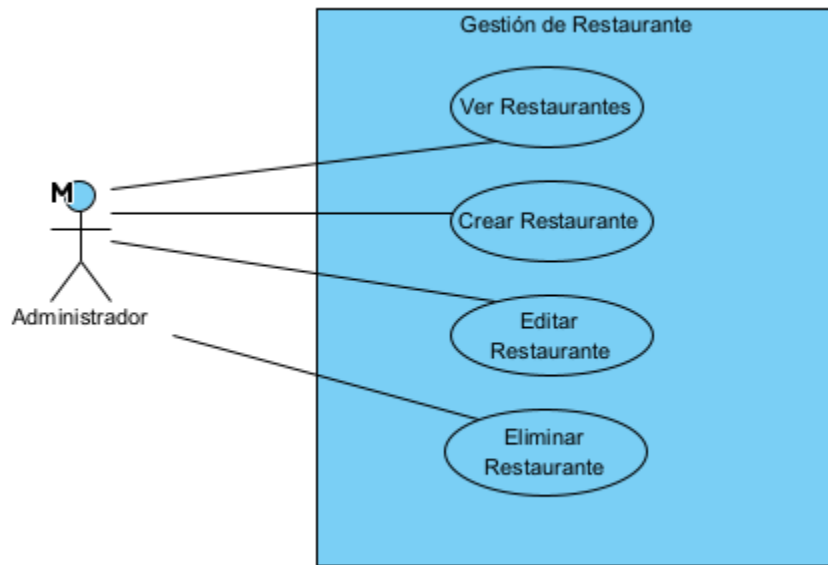 Gestión de Restaurante
Ver Restaurantes
M
Crear Restaurante
Administrador
Editar
Restaurante
Eliminar
Restaurante